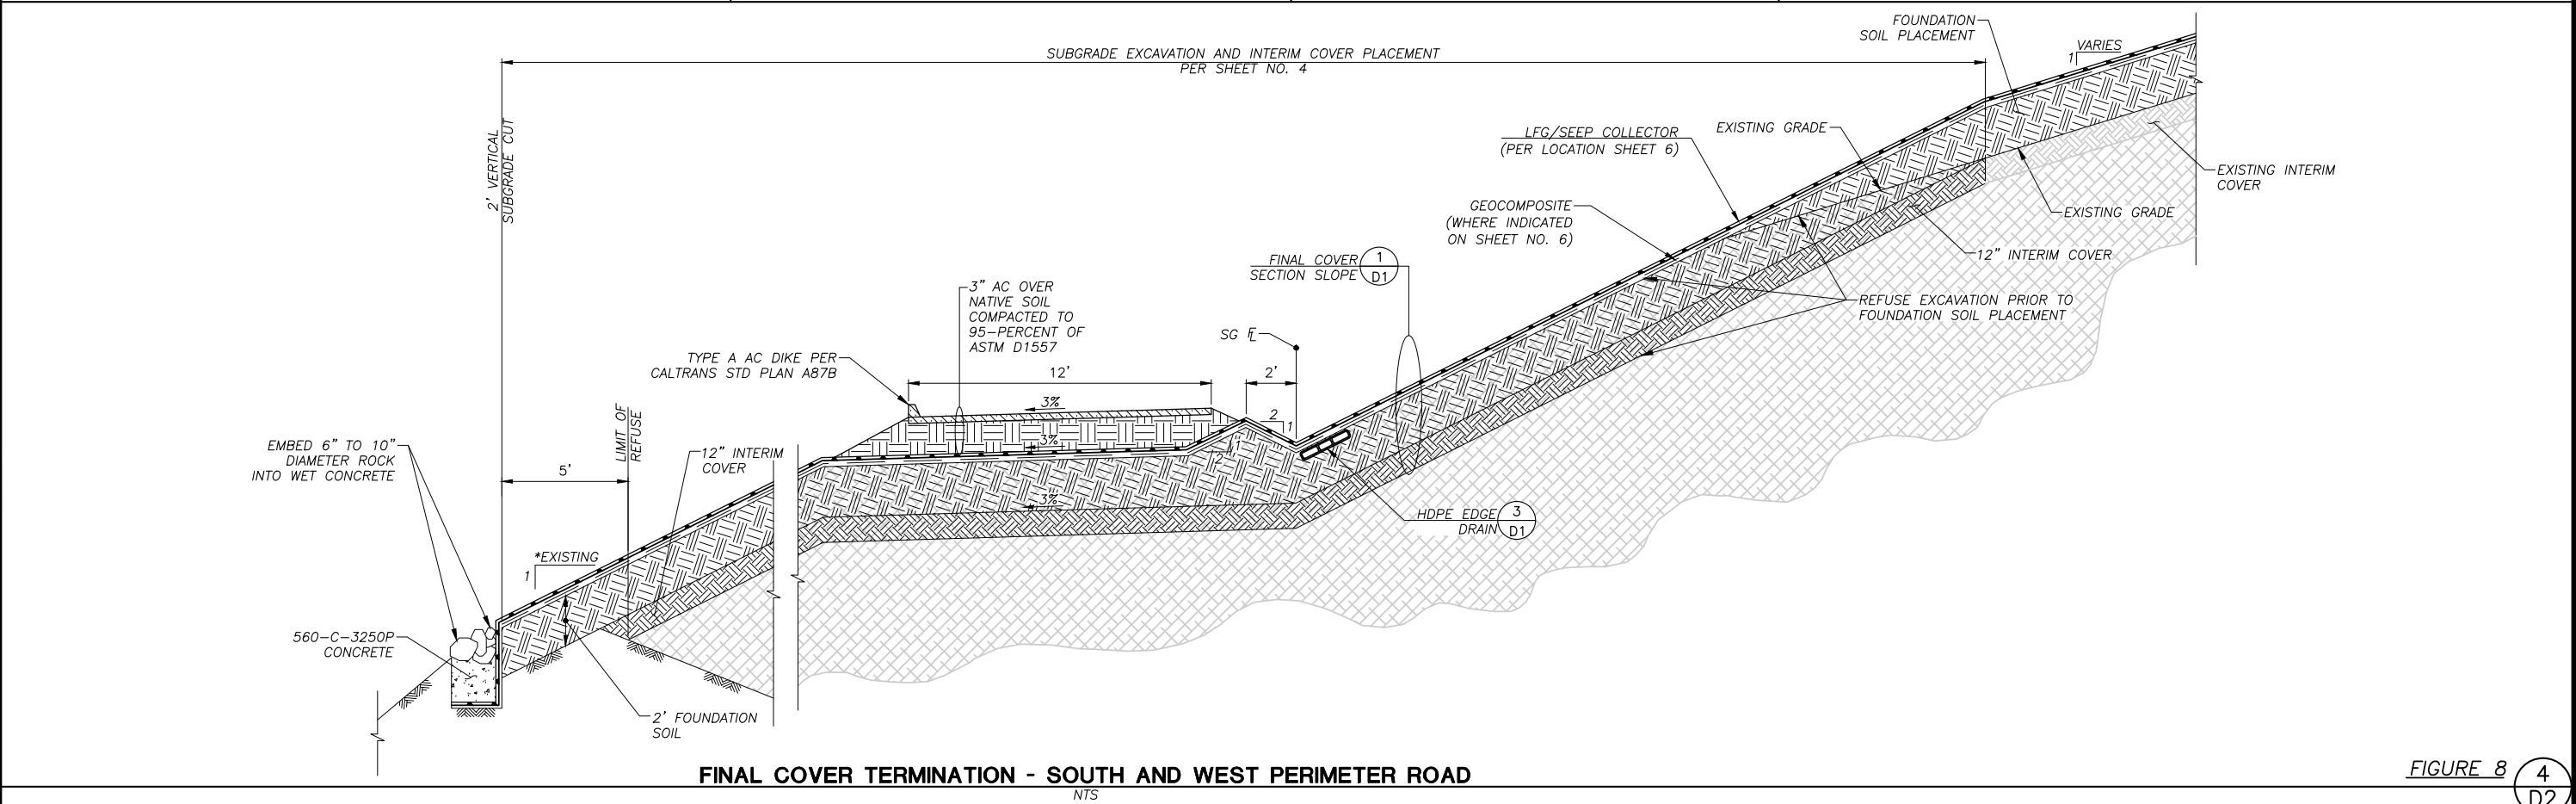 FOUNDATION
SOIL PLACEMENT
VARIES
1
SUBGRADE EXCAVATION AND INTERIM COVER PLACEMENT
PER SHEET NO. 4
2' VERTICAL
SUBGRADE CUT
LFG/SEEP COLLECTOR
(PER LOCATION SHEET 6)
EXISTING GRADE
EXISTING INTERIM
COVER
GEOCOMPOSITE
(WHERE INDICATED
ON SHEET NO. 6)
EXISTING GRADE
12" INTERIM COVER
FINAL COVER
SECTION SLOPE
1
D1
REFUSE EXCAVATION PRIOR TO
FOUNDATION SOIL PLACEMENT
3" AC OVER
NATIVE SOIL
COMPACTED TO
95-PERCENT OF
ASTM D1557
SG FL
TYPE A AC DIKE PER
CALTRANS STD PLAN A87B
12'
2'
3%
2
1
3%
1
2
3%
LIMIT OF
REFUSE
EMBED 6" TO 10"
DIAMETER ROCK
INTO WET CONCRETE
5'
12" INTERIM
COVER
HDPE EDGE
DRAIN
3
D1
*EXISTING
1
560-C-3250P
CONCRETE
2' FOUNDATION
SOIL
FINAL COVER TERMINATION - SOUTH AND WEST PERIMETER ROAD
NTS
FIGURE 8
4
D2